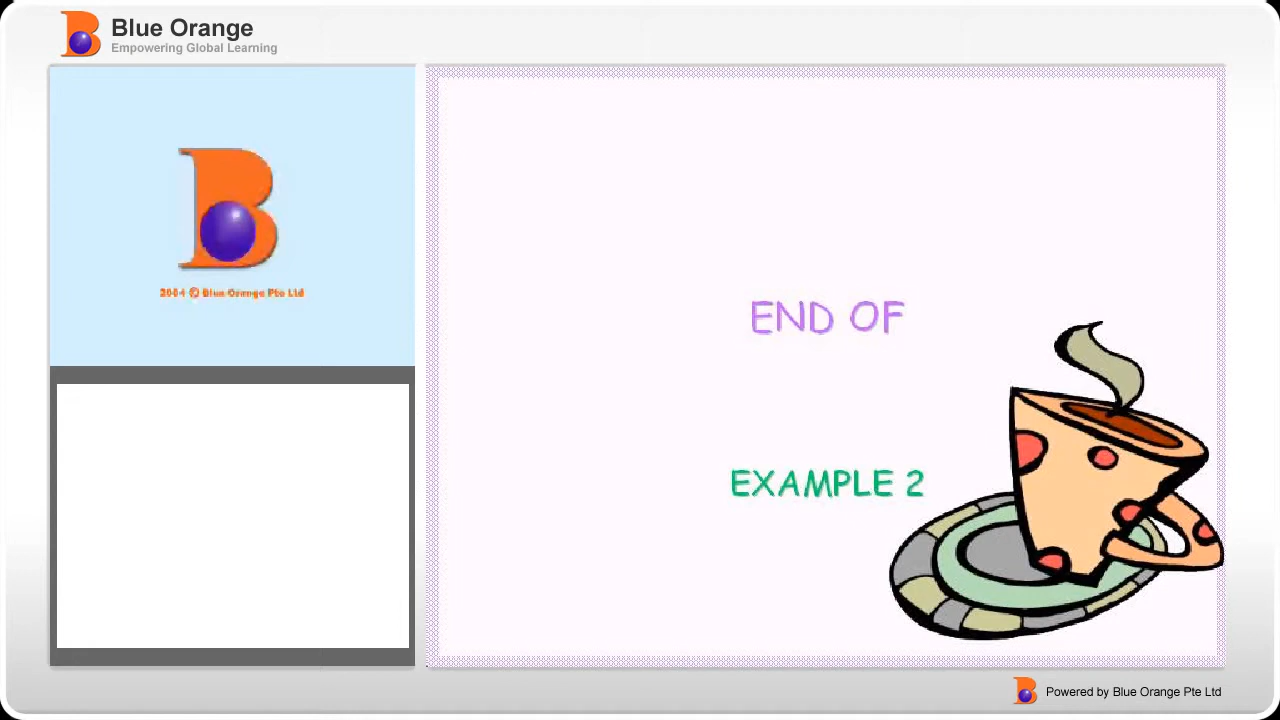 Blue Orange
Empowering Global Learning
2004 © Blue Orange Pte Ltd
END OF
EXAMPLE 2
Powered by Blue Orange Pte Ltd